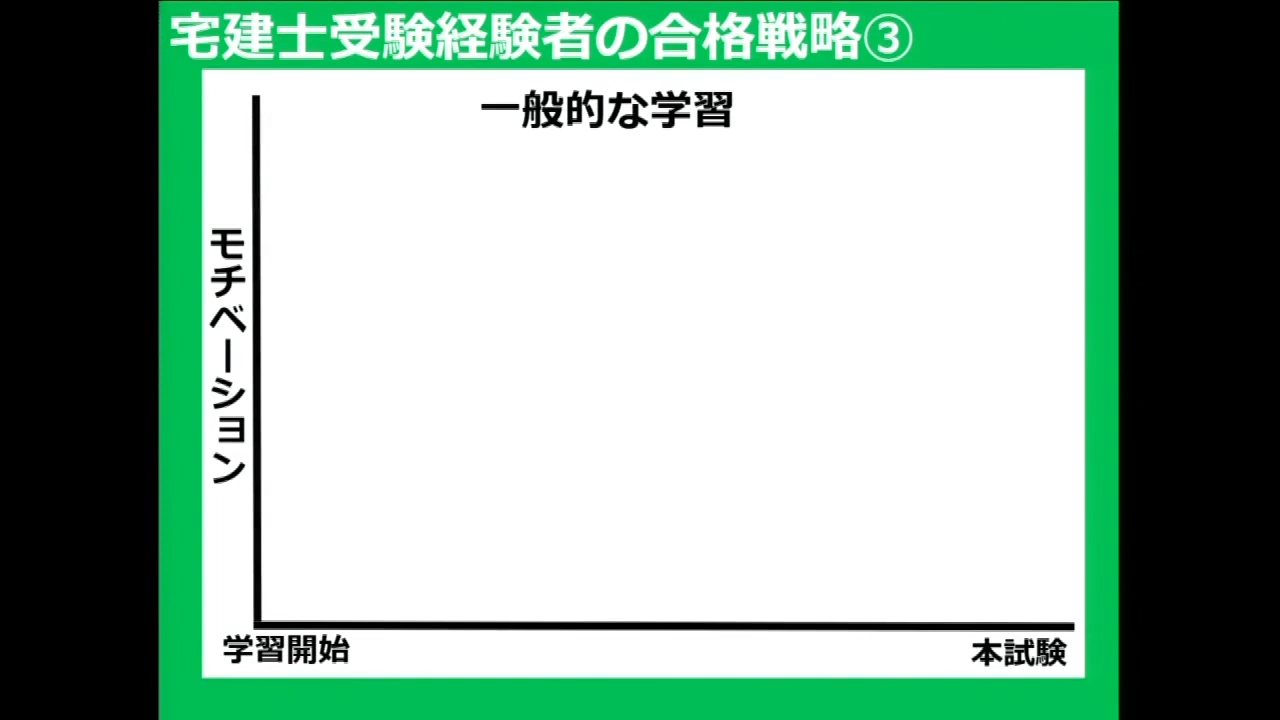 宅建士受験経験者の合格戦略③
一般的な学習
モチベーション
学習開始
本試験